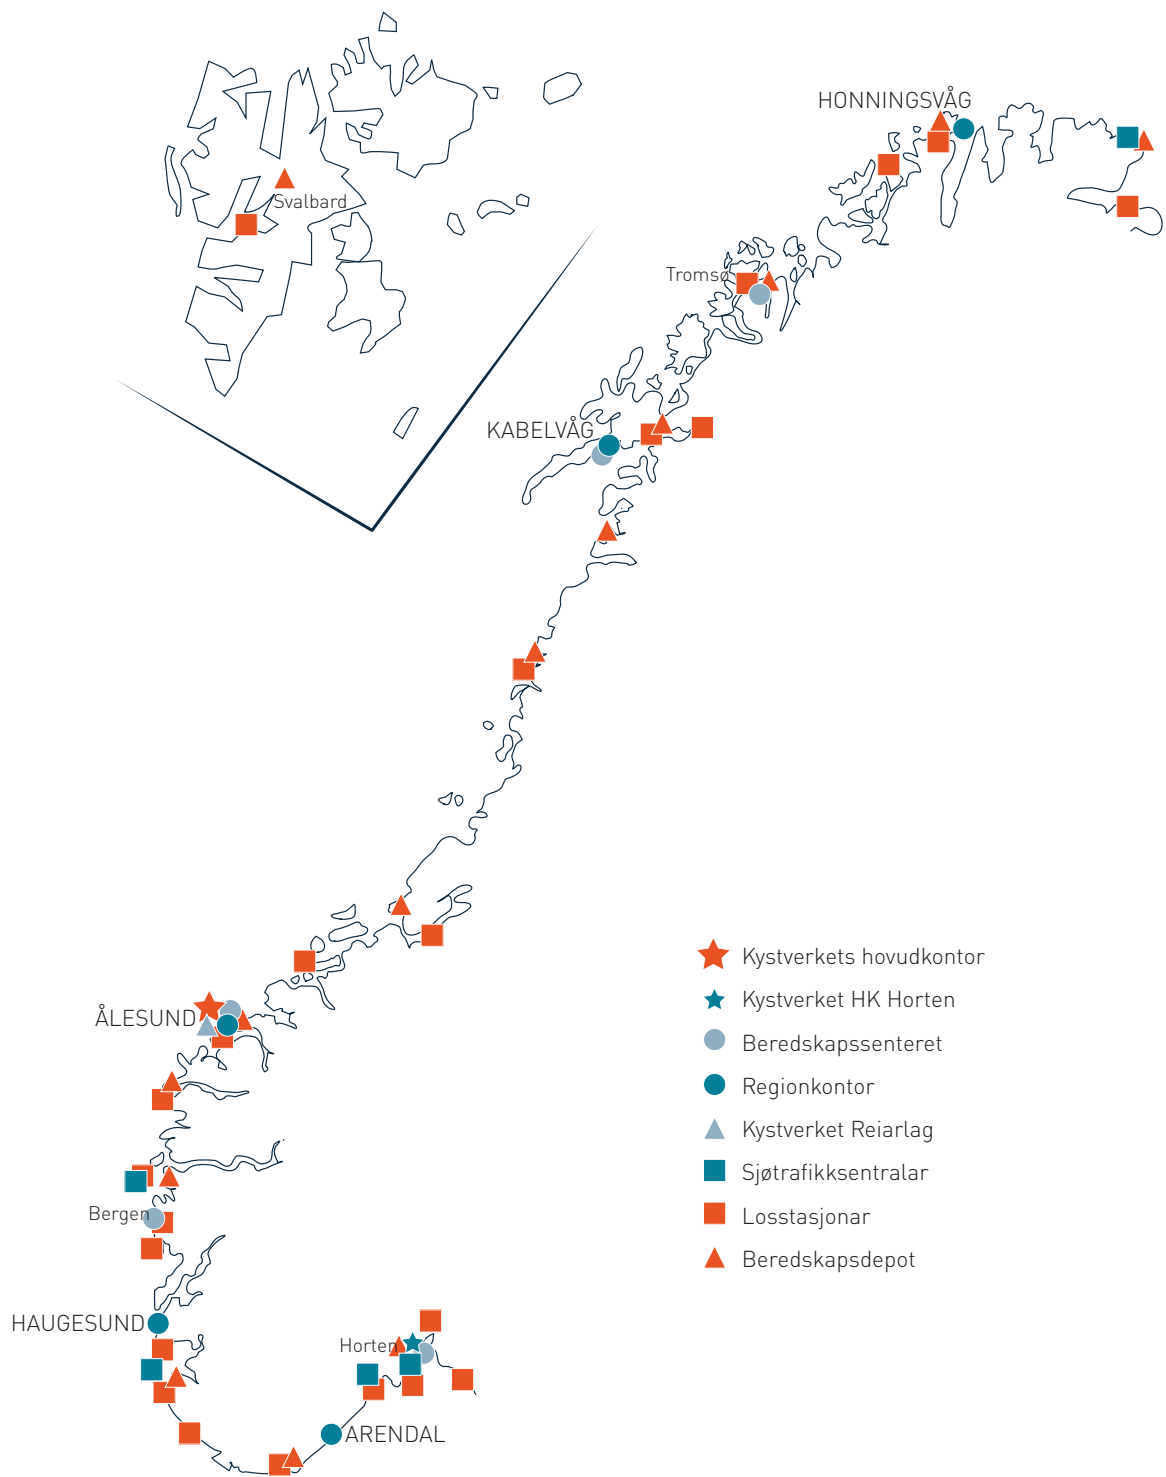 HONNINGSVÅG
Svalbard
Tromsø
KABELVÅG
Kystverkets hovudkontor
Kystverket HK Horten
ÅLESUND
Beredskapssenteret
Regionkontor
Kystverket Reiarlag
Sjøtrafikksentralar
Bergen
Losstasjonar
Beredskapsdepot
HAUGESUND
Horten
ARENDAL